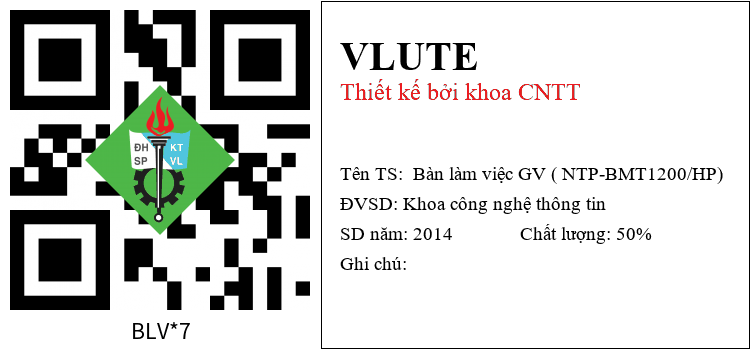 ĐH KT
SP VL
BLV*7
VLUTE
Thiết kế bởi khoa CNTT
Tên TS: Bàn làm việc GV ( NTP-BMT1200/HP)
ĐVSD: Khoa công nghệ thông tin
SD năm: 2014 Chất lượng: 50%
Ghi chú: